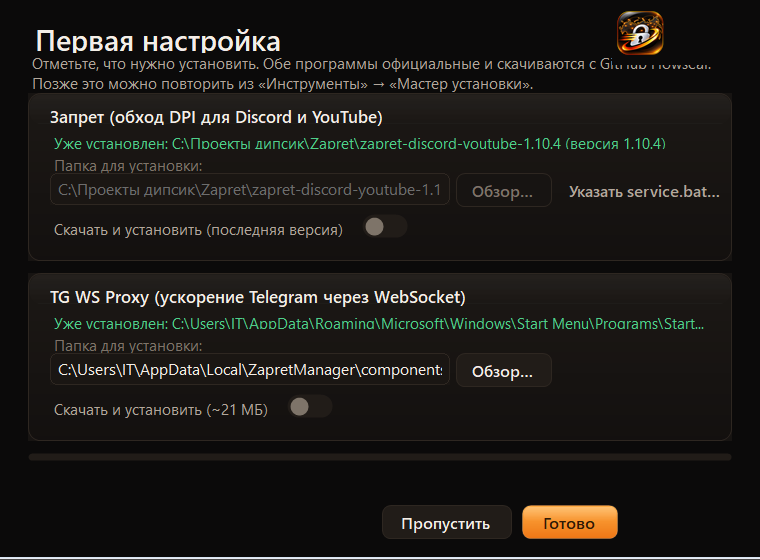 Первая настройка
Отметьте, что нужно установить. Обе программы официальные и скачиваются с GitHub Flowseal.
Позже это можно повторить из «Инструменты» → «Мастер установки».
Запрет (обход DPI для Discord и YouTube)
Уже установлен: C:\Проекты дипсик\Zapret\zapret-discord-youtube-1.10.4 (версия 1.10.4)
Папка для установки:
C:\Проекты дипсик\Zapret\zapret-discord-youtube-1.1
Обзор...
Указать service.bat...
Скачать и установить (последняя версия)
TG WS Proxy (ускорение Telegram через WebSocket)
Уже установлен: C:\Users\IT\AppData\Roaming\Microsoft\Windows\Start Menu\Programs\Start...
Папка для установки:
C:\Users\IT\AppData\Local\ZapretManager\components
Обзор...
Скачать и установить (~21 МБ)
Пропустить
Готово